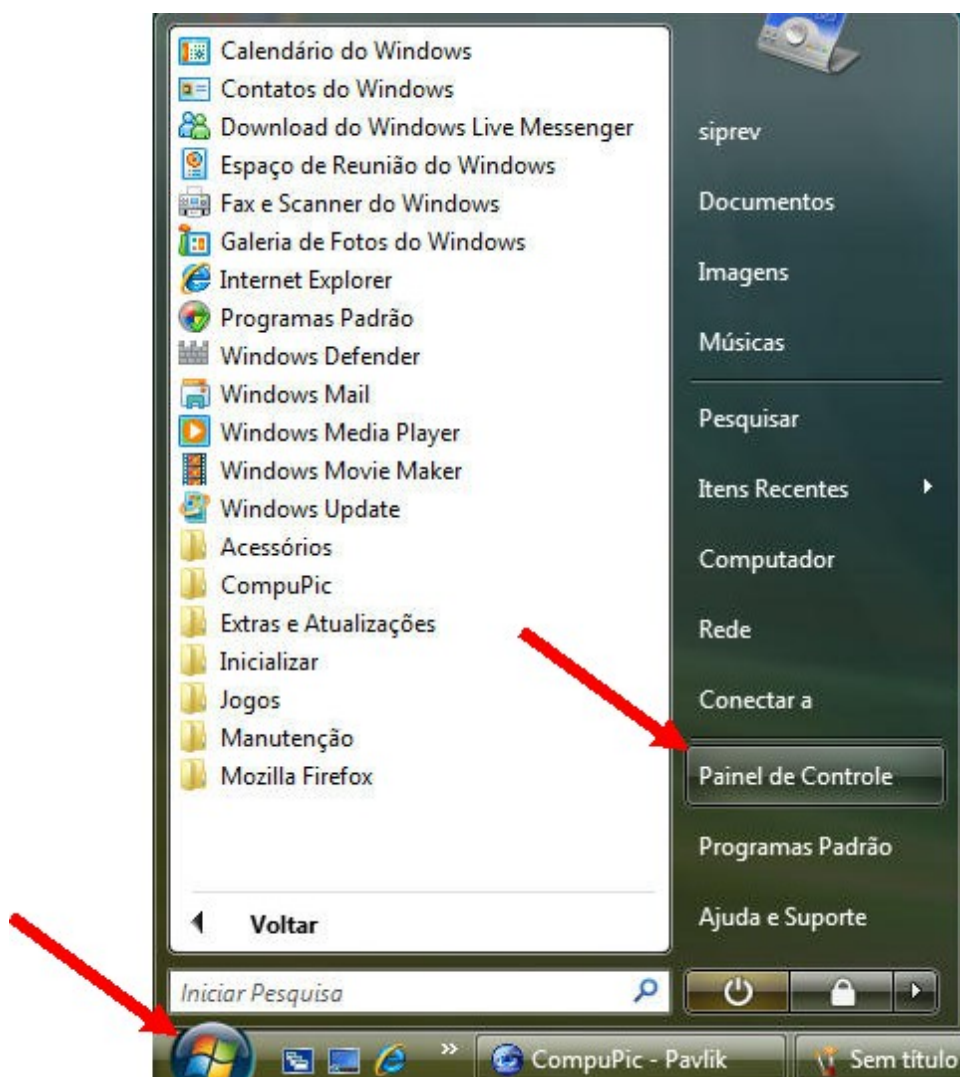 Calendário do Windows
Contatos do Windows
Download do Windows Live Messenger
Espaço de Reunião do Windows
Fax e Scanner do Windows
Galeria de Fotos do Windows
Internet Explorer
Programas Padrão
Windows Defender
Windows Mail
Windows Media Player
Windows Movie Maker
Windows Update
Acessórios
CompuPic
Extras e Atualizações
Inicializar
Jogos
Manutenção
Mozilla Firefox
Voltar
Iniciar Pesquisa
siprev
Documentos
Imagens
Músicas
Pesquisar
Itens Recentes
Computador
Rede
Conectar a
Painel de Controle
Programas Padrão
Ajuda e Suporte
CompuPic - Pavlik
Sem título